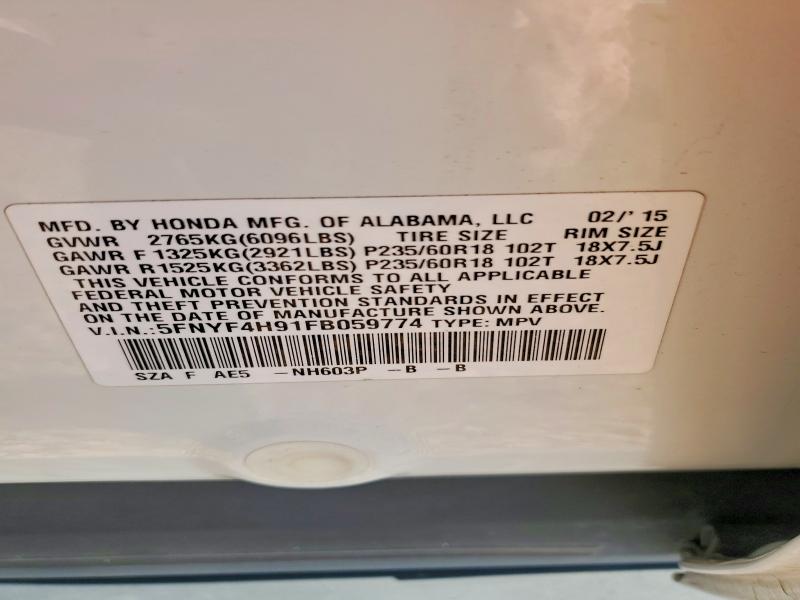 MFD. BY HONDA MFG. OF ALABAMA, LLC 02/' 15
GVWR 2765KG(6096LBS) TIRE SIZE RIM SIZE
GAWR F 1325KG(2921LBS) P235/60R18 102T 18X7.5J
GAWR R1525KG(3362LBS) P235/60R18 102T 18X7.5J
THIS VEHICLE CONFORMS TO ALL APPLICABLE
FEDERAL MOTOR VEHICLE SAFETY
AND THEFT PREVENTION STANDARDS IN EFFECT
ON THE DATE OF MANUFACTURE SHOWN ABOVE.
V.I.N.:5FNYF4H91FB059774 TYPE: MPV
SZA F AE5 -NH603P -B -B